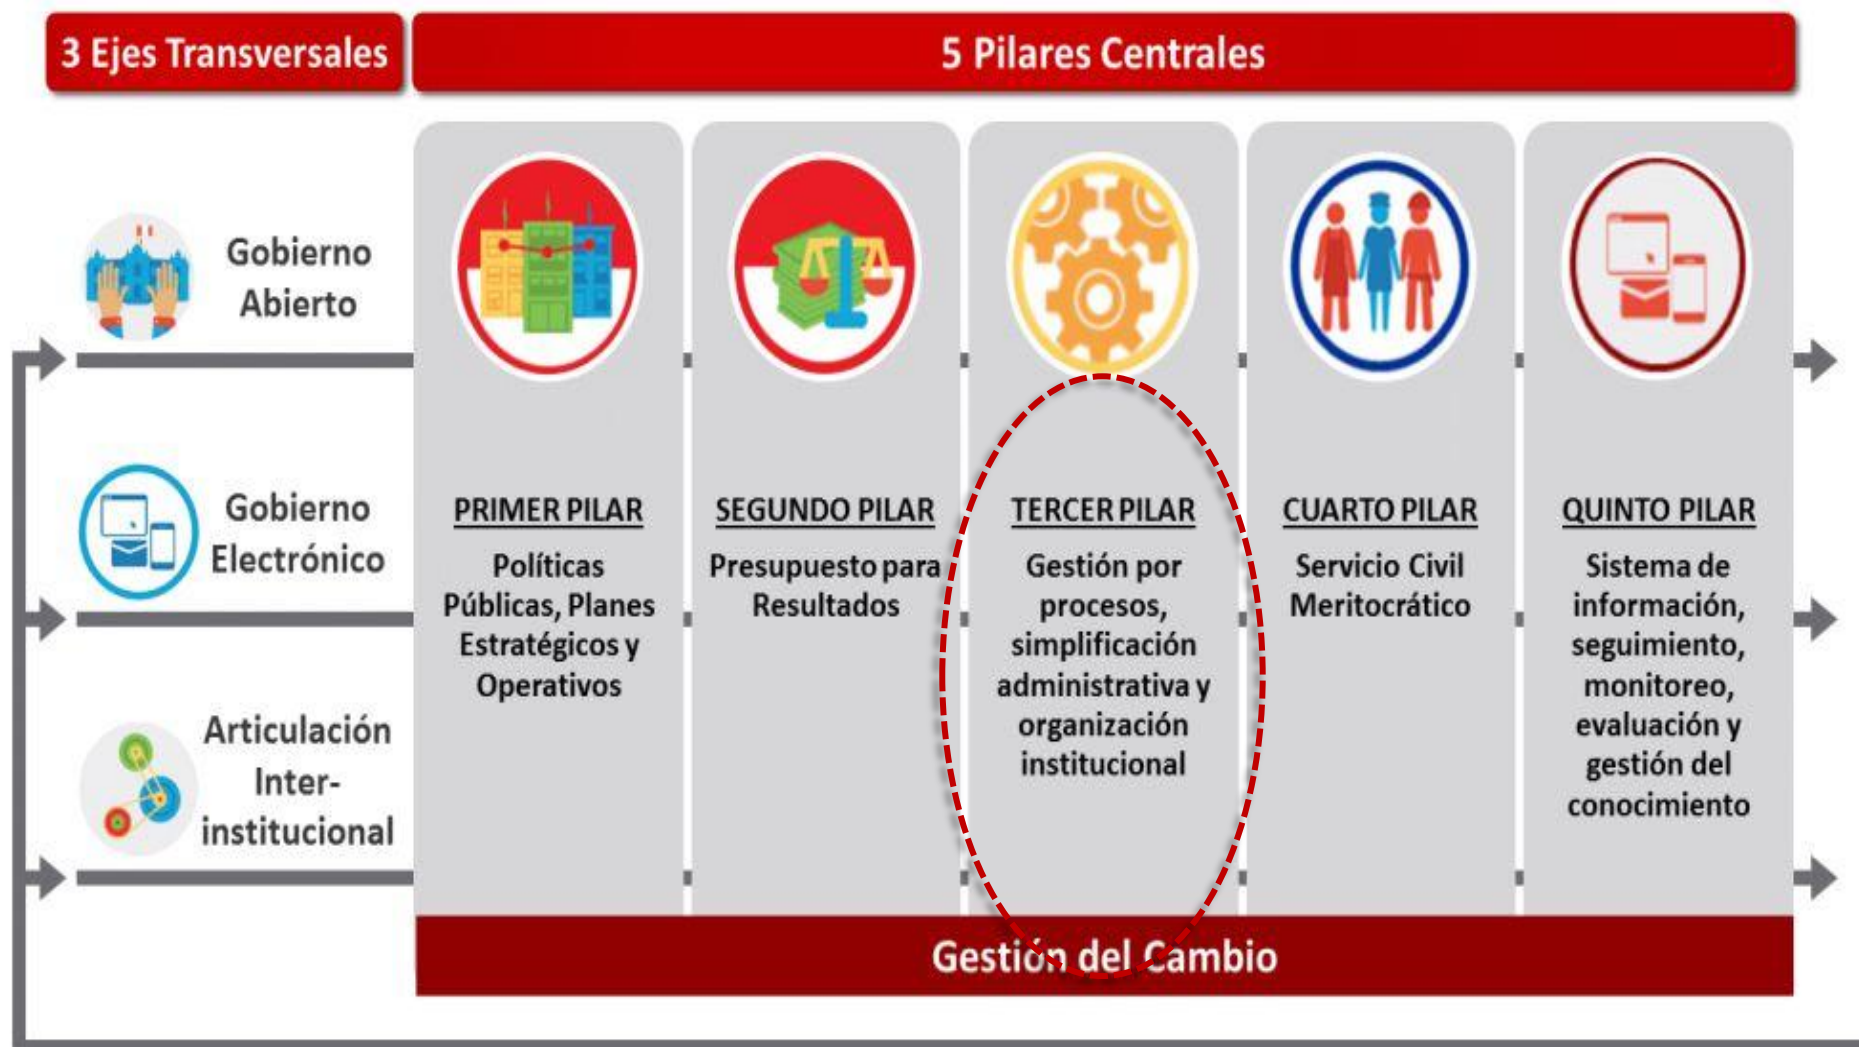 3 Ejes Transversales
5 Pilares Centrales
Gobierno
Abierto
Gobierno
Electrónico
Articulación
Inter-
institucional
PRIMER PILAR
Políticas
Públicas, Planes
Estratégicos y
Operativos
SEGUNDO PILAR
Presupuesto para
Resultados
TERCER PILAR
Gestión por
procesos,
simplificación
administrativa y
organización
institucional
CUARTO PILAR
Servicio Civil
Meritocrático
QUINTO PILAR
Sistema de
información,
seguimiento,
monitoreo,
evaluación y
gestión del
conocimiento
Gestión del Cambio